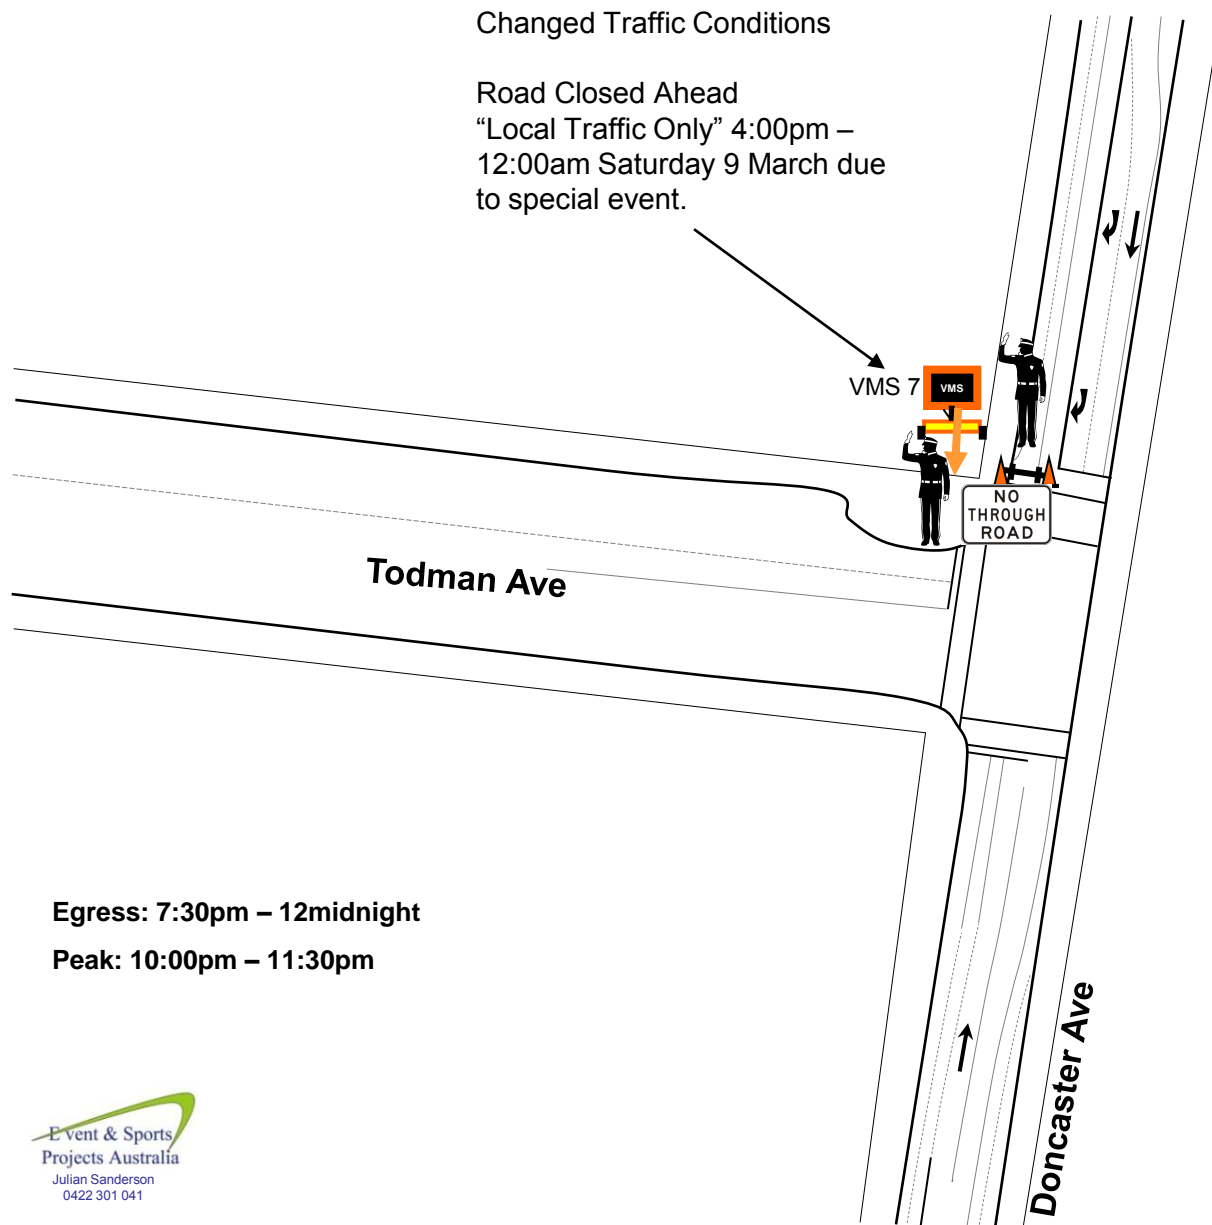 Changed Traffic Conditions
Road Closed Ahead
“Local Traffic Only” 4:00pm –
12:00am Saturday 9 March due
to special event.
VMS 7
VMS
NO
THROUGH
ROAD
Todman Ave
Egress: 7:30pm – 12midnight
Peak: 10:00pm – 11:30pm
Doncaster Ave
Event & Sports
Projects Australia
Julian Sanderson
0422 301 041